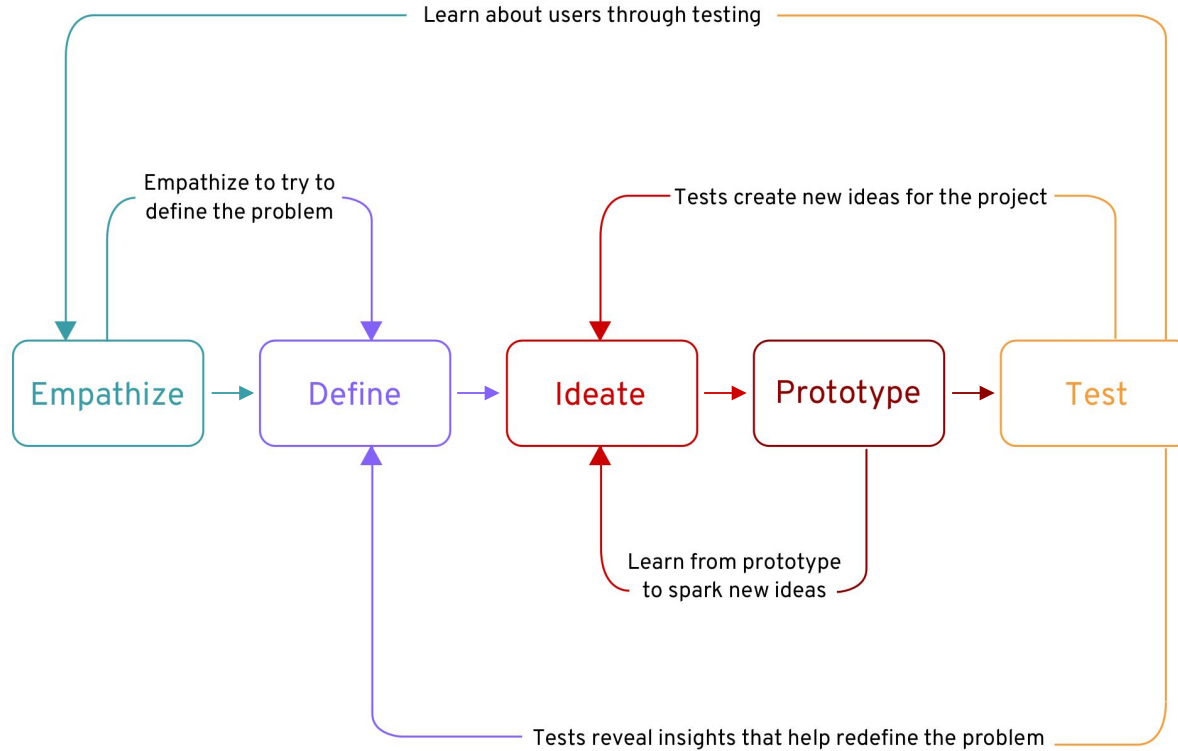 Learn about users through testing
Empathize to try to
define the problem
Tests create new ideas for the project
Empathize
Define
Ideate
Prototype
Test
Learn from prototype
to spark new ideas
Tests reveal insights that help redefine the problem